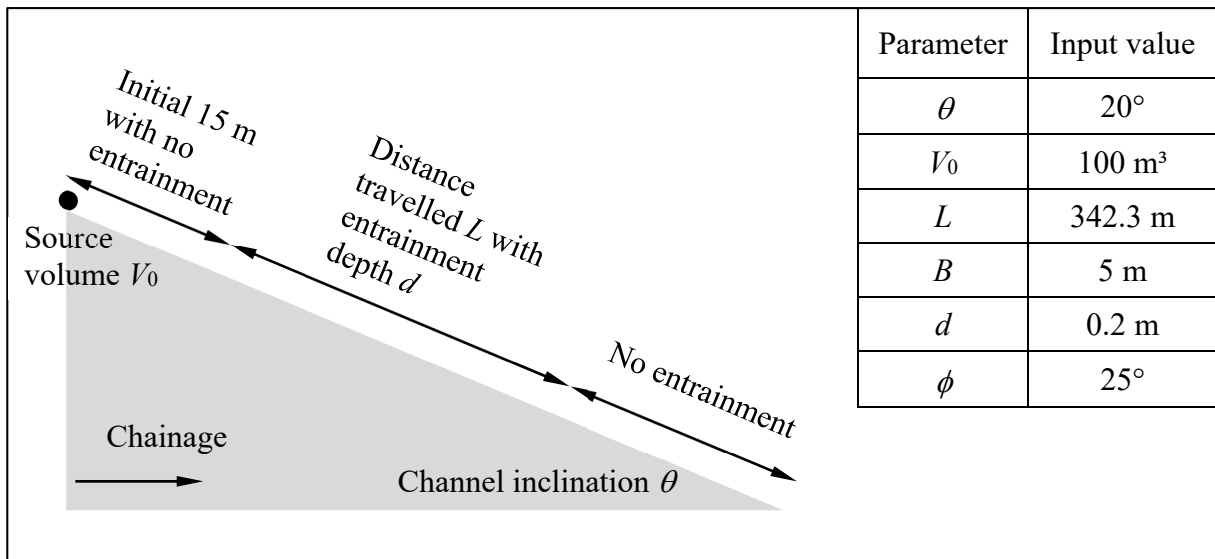 Initial 15 m
with no
entrainment
Distance
travelled L with
entrainment
depth d
Source
volume V₀
No entrainment
Chainage
Channel inclination θ
Parameter Input value
θ 20°
V₀ 100 m³
L 342.3 m
B 5 m
d 0.2 m
ϕ 25°